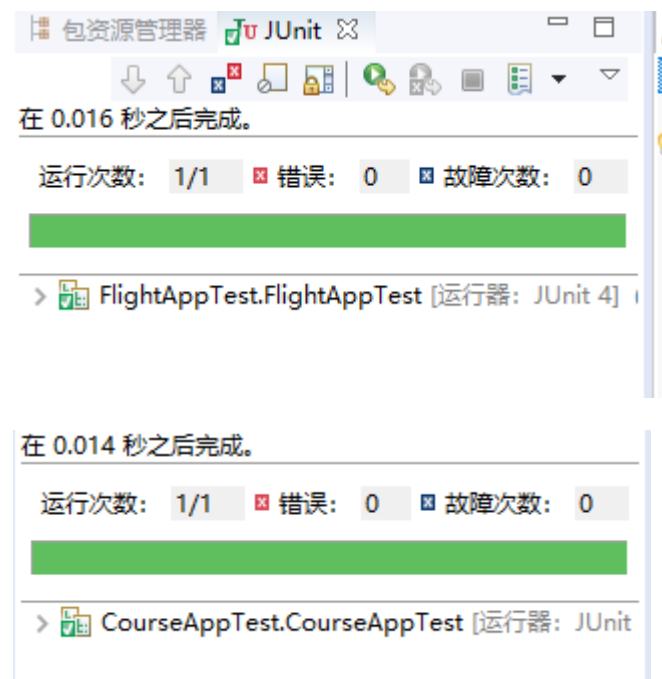 包资源管理器 JU JUnit
在 0.016 秒之后完成。
运行次数： 1/1 错误： 0 故障次数： 0
FlightAppTest.FlightAppTest [运行器：JUnit 4] (
在 0.014 秒之后完成。
运行次数： 1/1 错误： 0 故障次数： 0
CourseAppTest.CourseAppTest [运行器：JUnit